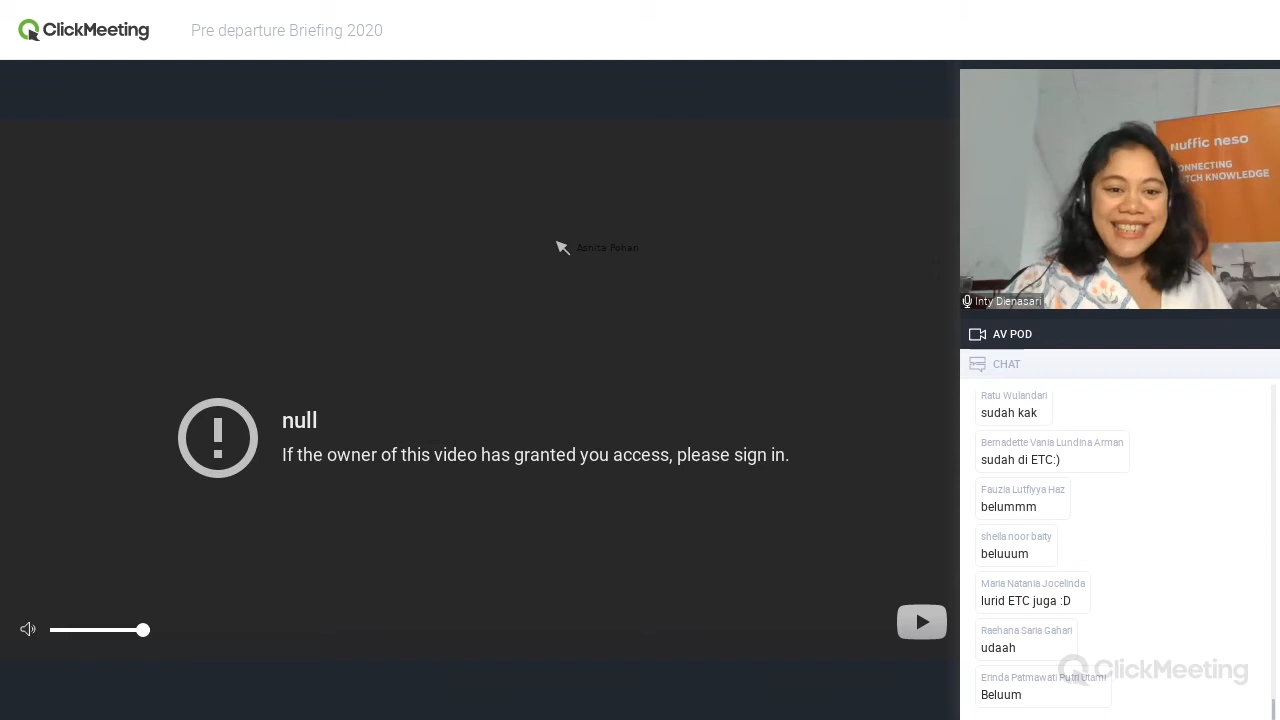 ClickMeeting
Pre departure Briefing 2020
nuffic neso
CONNECTING
DUTCH KNOWLEDGE
Asnita Pohan
Inty Dienasari
AV POD
CHAT
null
If the owner of this video has granted you access, please sign in.
Ratu Wulandari
sudah kak
Bernadette Vania Lundina Arman
sudah di ETC:)
Fauzia Lutfiyya Haz
belummm
sheila noor baity
beluuum
Maria Natania Jocelinda
lurid ETC juga :D
Raehana Saria Gahari
udaah
Erinda Patmawati Putri Utami
Beluum
ClickMeeting